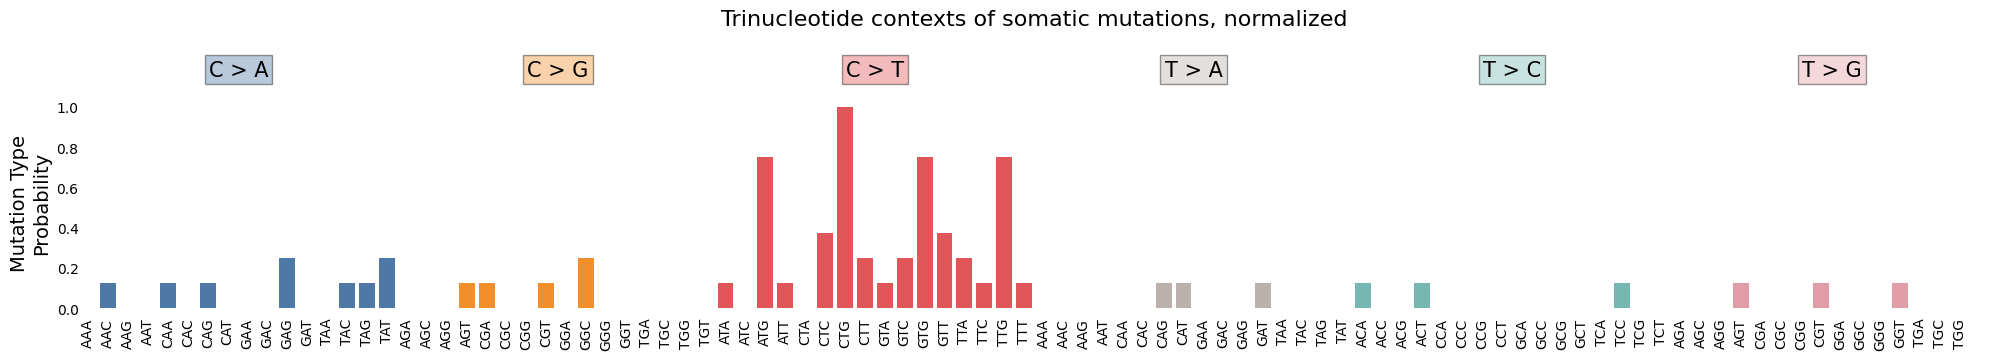 Trinucleotide contexts of somatic mutations, normalized
C > A C > G C > T T > A T > C T > G
Mutation Type
Probability
1.0
0.8
0.6
0.4
0.2
0.0
AAA AAC AAG AAT CAA CAC CAG CAT GAA GAC GAG GAT TAA TAC TAG TAT AGA AGC AGG AGT CGA CGC CGG CGT GGA GGC GGG GGT TGA TGC TGG TGT ATA ATC ATG ATT CTA CTC CTG CTT GTA GTC GTG GTT TTA TTC TTG TTT AAA AAC AAG AAT CAA CAC CAG CAT GAA GAC GAG GAT TAA TAC TAG TAT ACA ACC ACG ACT CCA CCC CCG CCT GCA GCC GCG GCT TCA TCC TCG TCT AGA AGC AGG AGT CGA CGC CGG CGT GGA GGC GGG GGT TGA TGC TGG